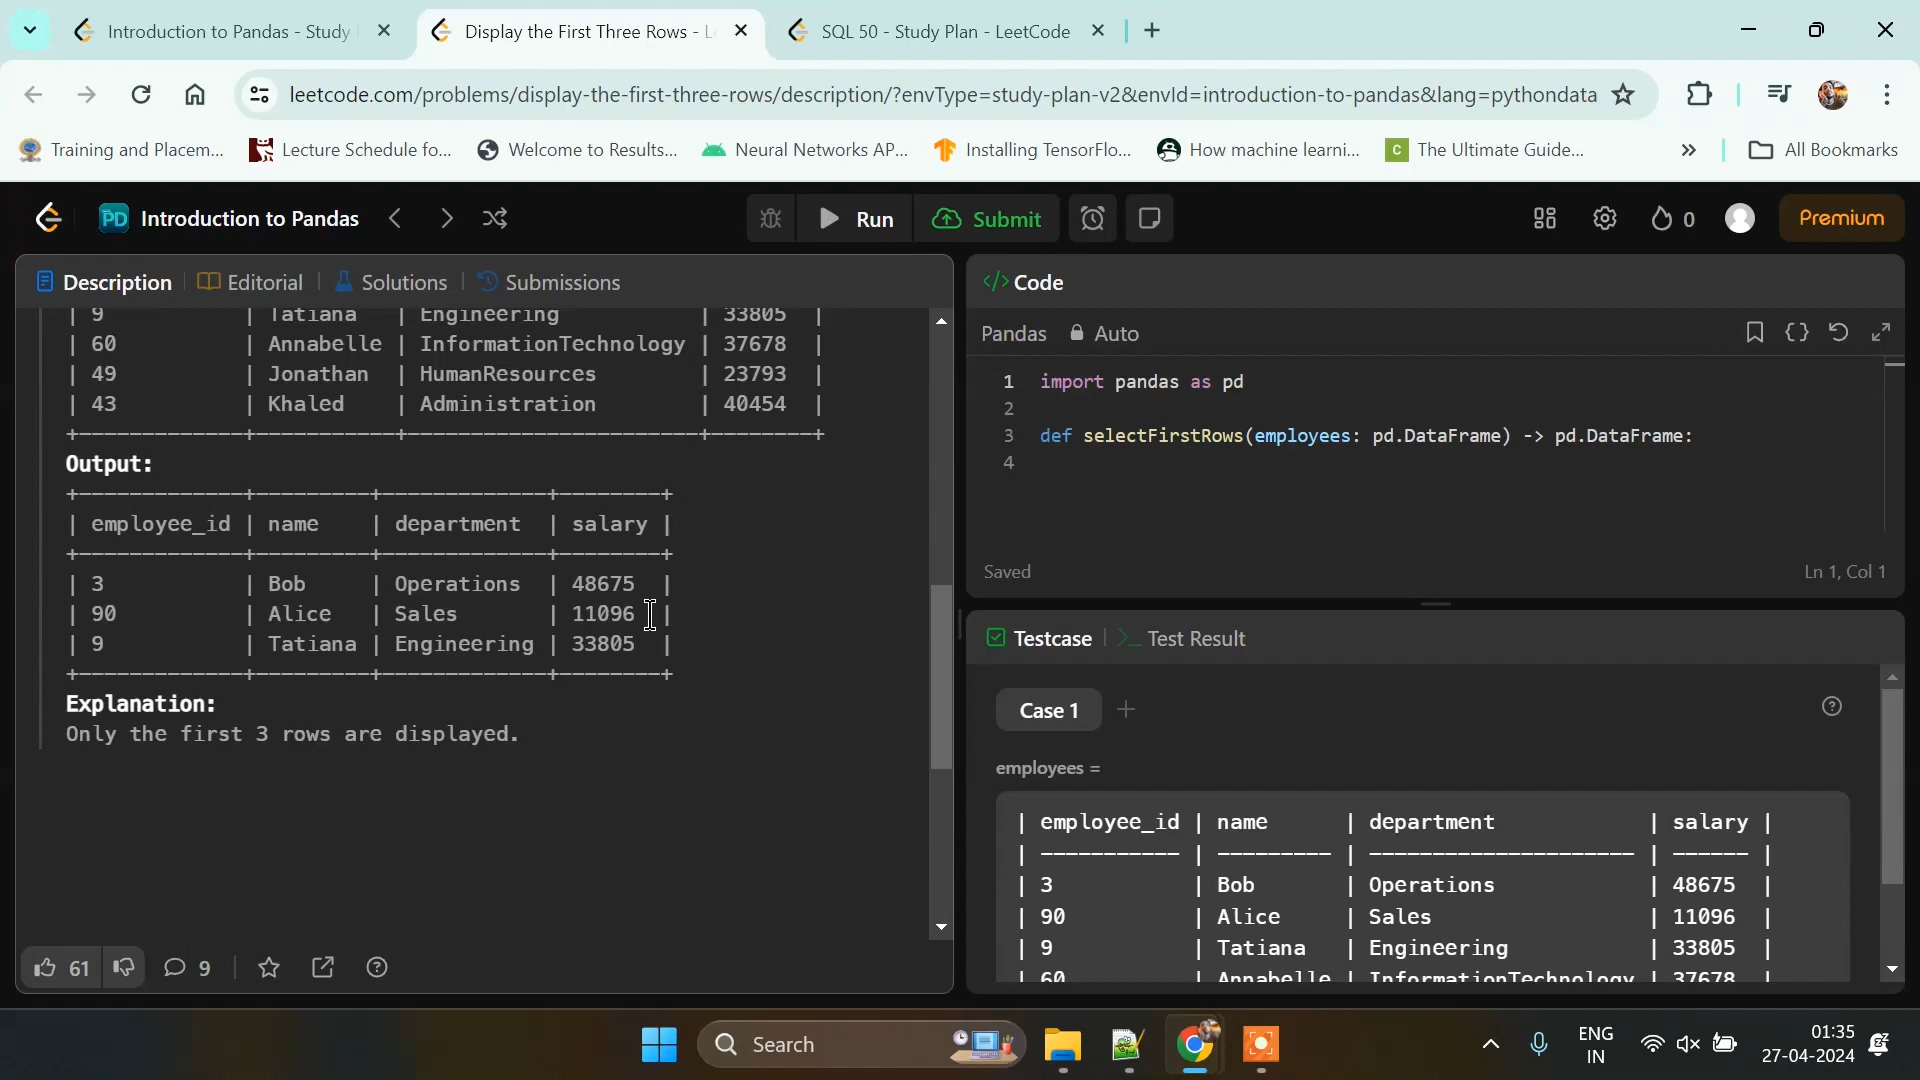 Introduction to Pandas - Study
Display the First Three Rows - L
SQL 50 - Study Plan - LeetCode
leetcode.com/problems/display-the-first-three-rows/description/?envType=study-plan-v2&envId=introduction-to-pandas&lang=pythondata
Training and Placem...
Lecture Schedule fo...
Welcome to Results...
Neural Networks AP...
Installing TensorFlo...
How machine learni...
C The Ultimate Guide...
All Bookmarks
PD Introduction to Pandas
Run
Submit
0
Premium
Description
Editorial
Solutions
Submissions
| 9 | Tatiana | Engineering | 33805 |
| 60 | Annabelle | InformationTechnology | 37678 |
| 49 | Jonathan | HumanResources | 23793 |
| 43 | Khaled | Administration | 40454 |
+-------------+-----------+-----------------------+--------+
Output:
+-------------+---------+-------------+--------+
| employee_id | name | department | salary |
+-------------+---------+-------------+--------+
| 3 | Bob | Operations | 48675 |
| 90 | Alice | Sales | 11096 |
| 9 | Tatiana | Engineering | 33805 |
+-------------+---------+-------------+--------+
Explanation:
Only the first 3 rows are displayed.
61
9
</> Code
Pandas
Auto
1 import pandas as pd
2
3 def selectFirstRows(employees: pd.DataFrame) -> pd.DataFrame:
4
Saved
Ln 1, Col 1
Testcase
Test Result
Case 1
employees =
| employee_id | name | department | salary |
| ----------- | --------- | --------------------- | ------ |
| 3 | Bob | Operations | 48675 |
| 90 | Alice | Sales | 11096 |
| 9 | Tatiana | Engineering | 33805 |
| 60 | Annabelle | InformationTechnology | 37678 |
Search
ENG
IN
01:35
27-04-2024